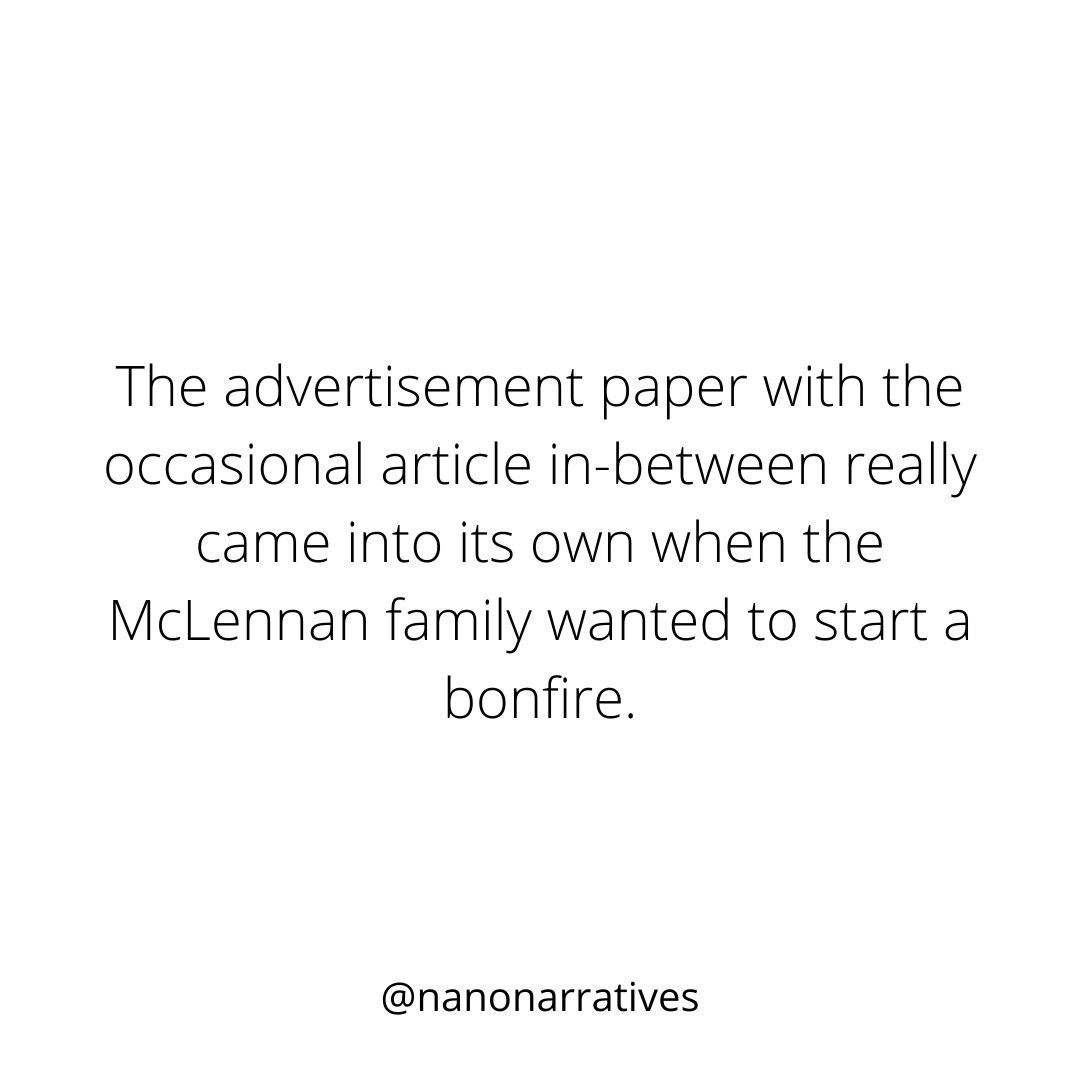 The advertisement paper with the
occasional article in-between really
came into its own when the
McLennan family wanted to start a
bonfire.
@nanonarratives